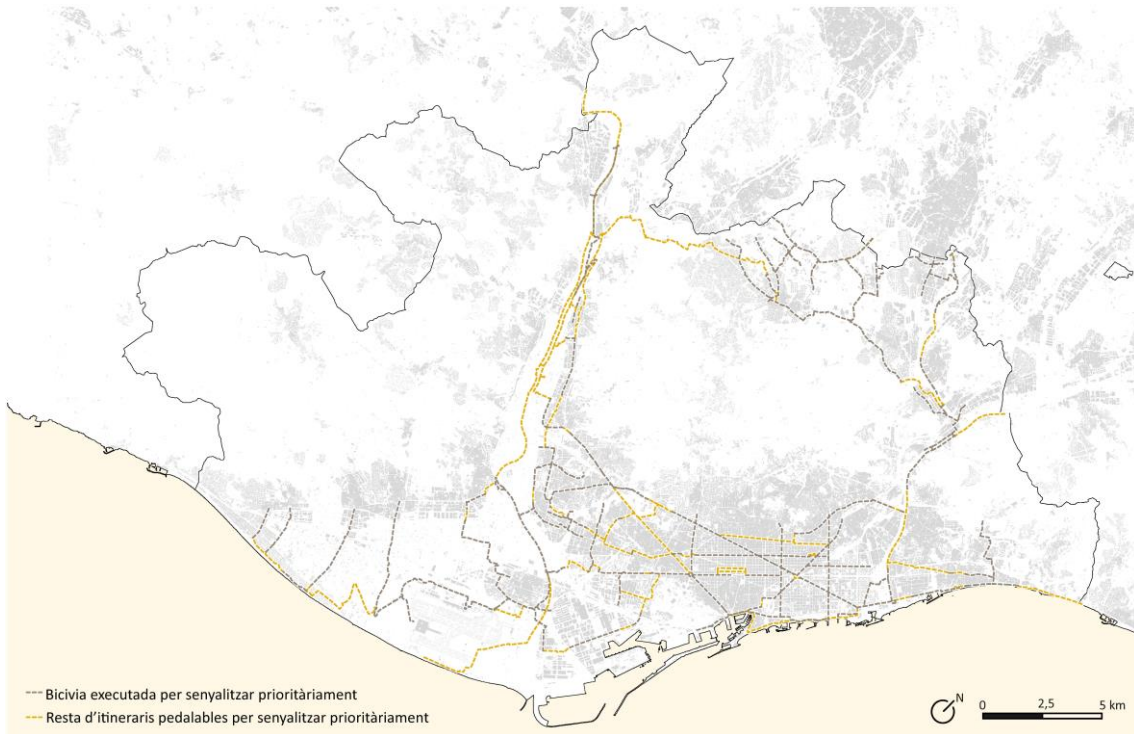 Bicivia executada per senyalitzar prioritàriament
Resta d'itineraris pedalables per senyalitzar prioritàriament
N
0 2,5 5 km